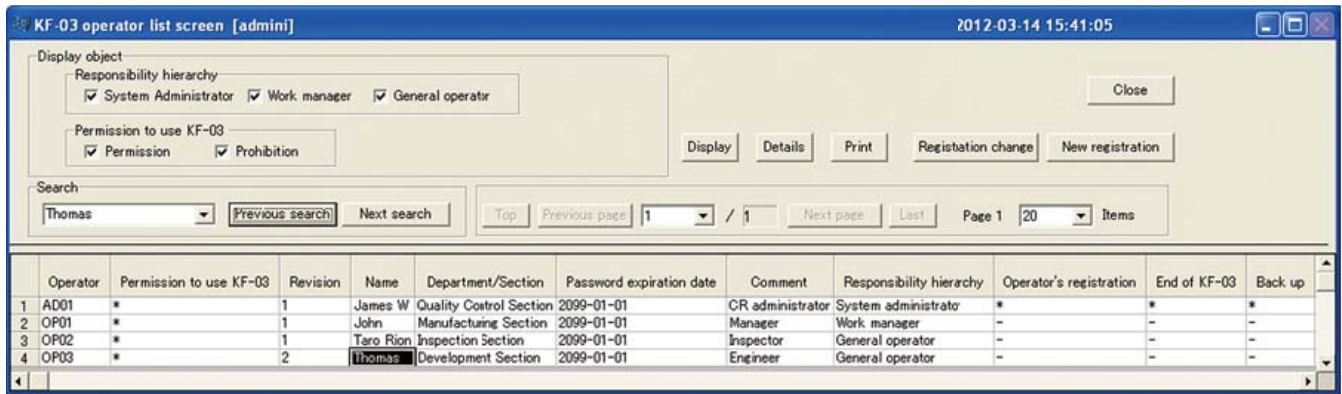 KF-03 operator list screen [admini] 2012-03-14 15:41:05
Display object
Responsibility hierarchy
System Administrator Work manager General operator
Close
Permission to use KF-03
Permission Prohibition
Display Details Print Registration change New registration
Search
Thomas Previous search Next search Top Previous page 1 / 1 Next page Last Page 1 20 Items
Operator Permission to use KF-03 Revision Name Department/Section Password expiration date Comment Responsibility hierarchy Operator's registration End of KF-03 Back up
1 AD01 * 1 James W Quality Control Section 2099-01-01 CR administrator System administrato * * *
2 OP01 * 1 John Manufacturing Section 2099-01-01 Manager Work manager - - -
3 OP02 * 1 Taro Rion Inspection Section 2099-01-01 Inspector General operator - - -
4 OP03 * 2 Thomas Development Section 2099-01-01 Engineer General operator - - -